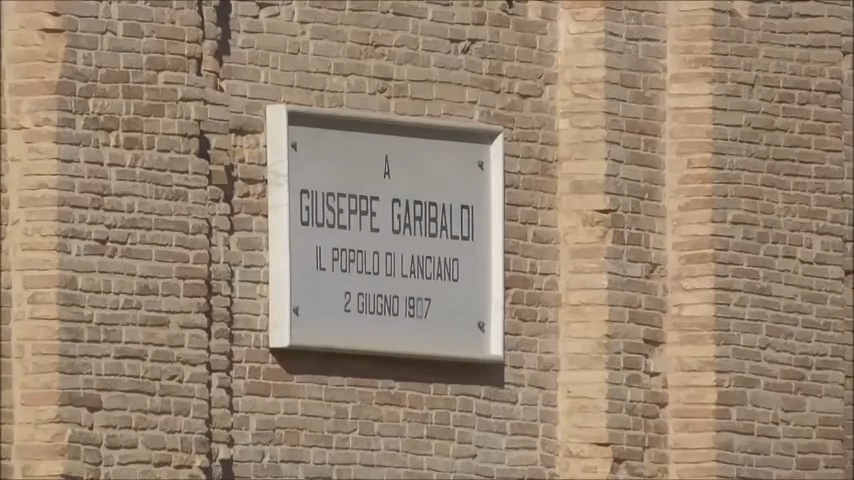 A
GIUSEPPE GARIBALDI
IL POPOLO DI LANCIANO
2 GIUGNO 1907